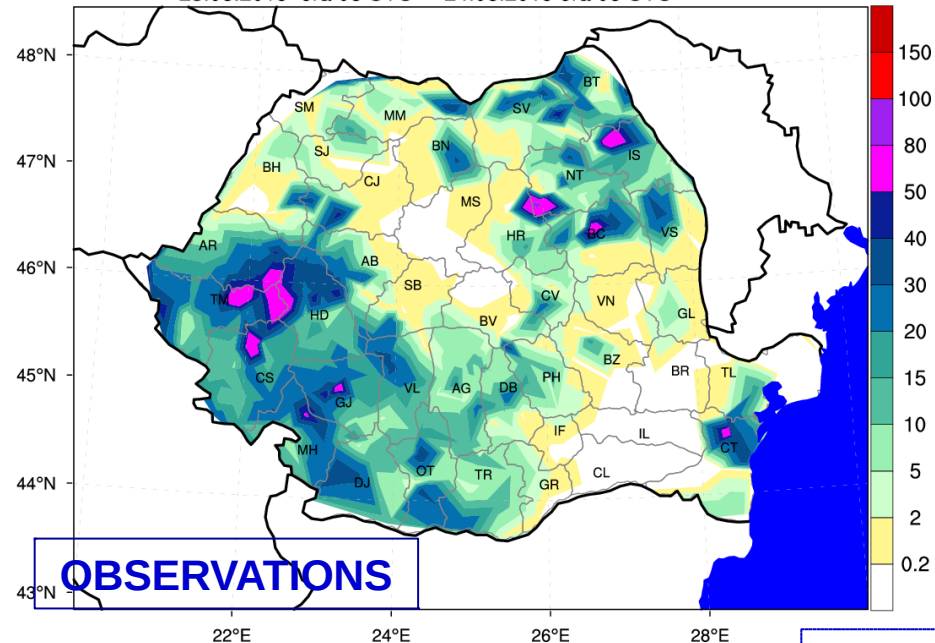 48°N
47°N
46°N
45°N
44°N
43°N
22°E
24°E
26°E
28°E
150
100
80
50
40
30
20
15
10
5
2
0.2
BT
SM
MM
SV
BN
IS
SJ
BH
CJ
NT
MS
HR
BC
VS
AR
AB
SB
TM
HD
CV
VN
BV
GL
BZ
BR
TL
CS
GJ
VL
AG
DB
PH
IF
IL
CT
MH
DJ
OT
TR
GR
CL
OBSERVATIONS